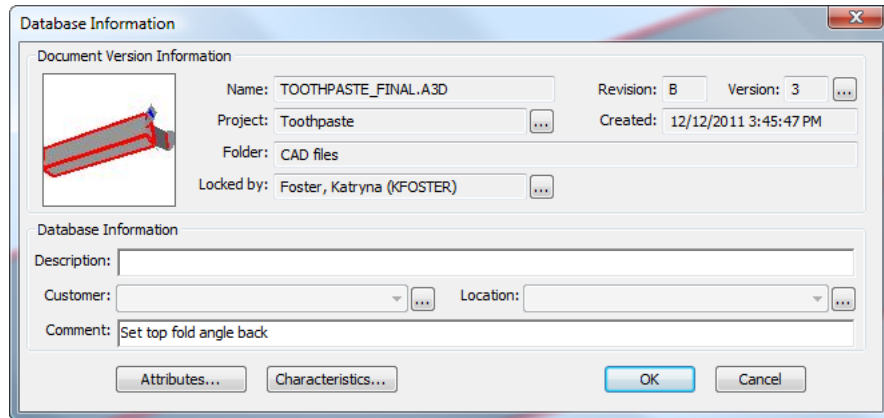 Database Information
Document Version Information
Name: TOOTHPASTE_FINAL.A3D Revision: B Version: 3 ...
Project: Toothpaste ... Created: 12/12/2011 3:45:47 PM
Folder: CAD files
Locked by: Foster, Katryna (KFOSTER) ...
Database Information
Description:
Customer: ... Location: ...
Comment: Set top fold angle back
Attributes... Characteristics... OK Cancel